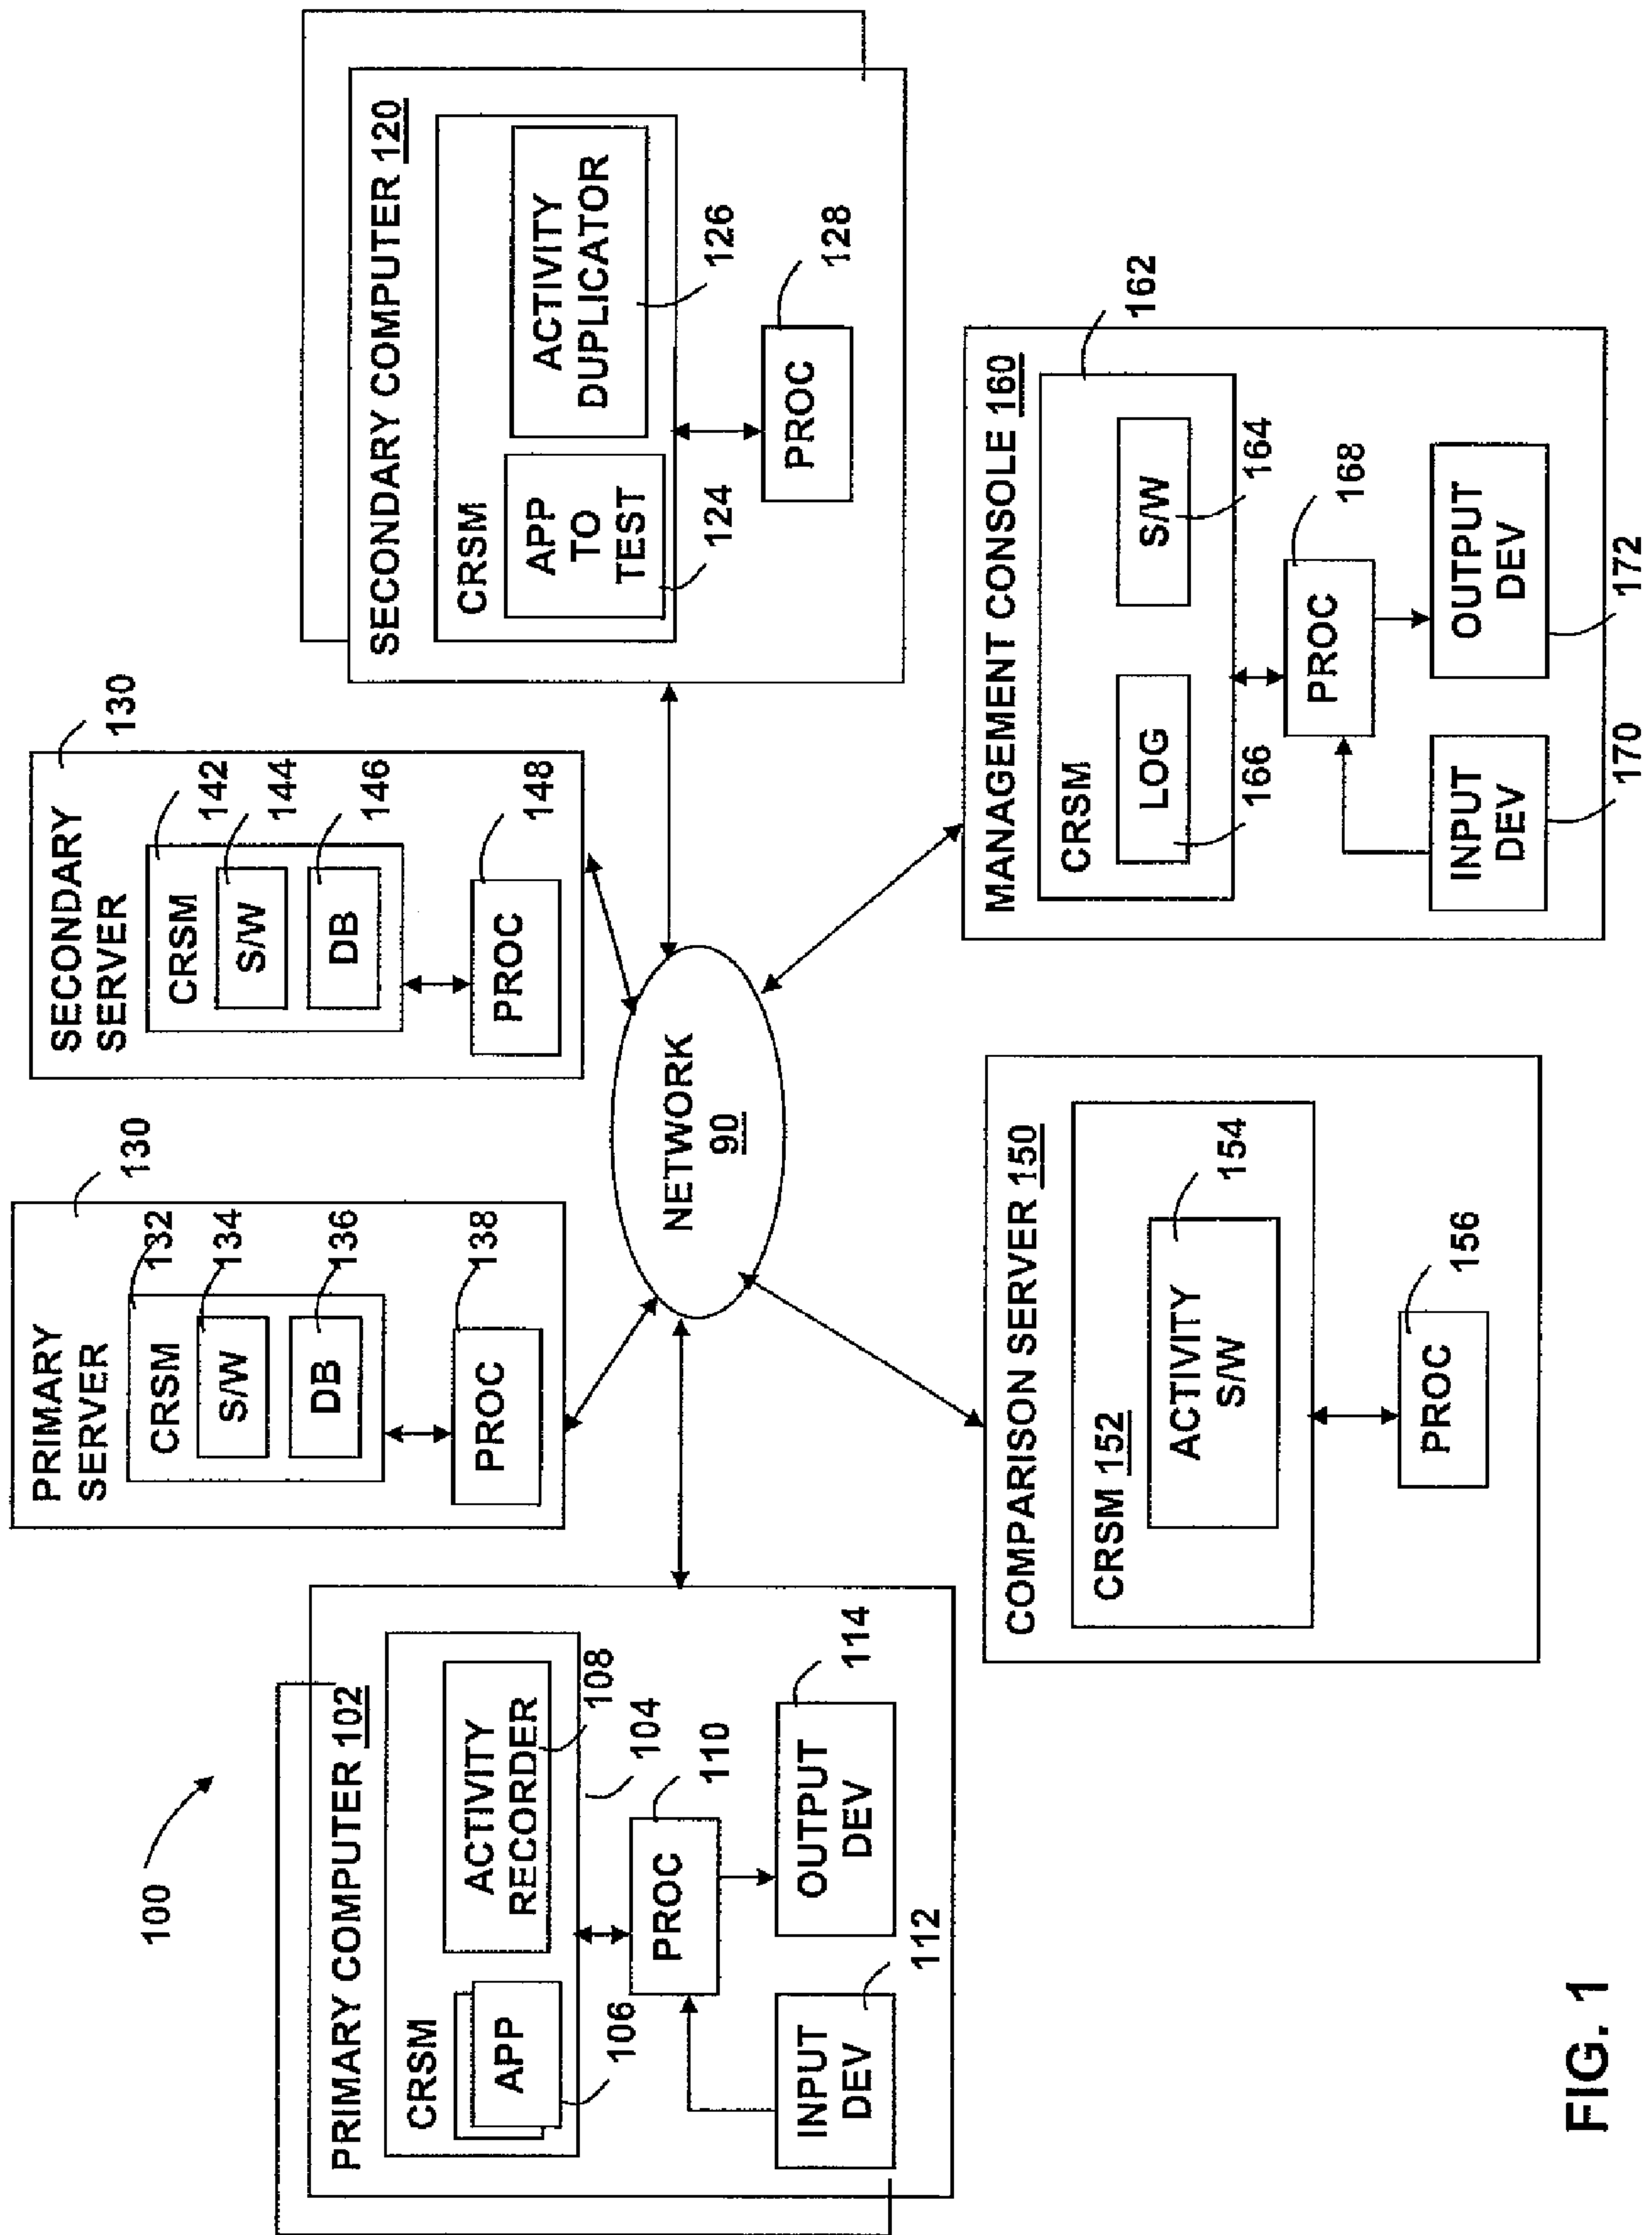 100
PRIMARY COMPUTER 102
CRSM
APP
106
ACTIVITY
RECORDER
108
104
PROC
110
INPUT
DEV
112
OUTPUT
DEV
114
PRIMARY
SERVER
130
CRSM
132
S/W
134
DB
136
PROC
138
SECONDARY
SERVER
130
CRSM
142
S/W
144
DB
146
PROC
148
SECONDARY COMPUTER 120
CRSM
APP
TO
TEST
124
ACTIVITY
DUPLICATOR
126
PROC
128
NETWORK
90
COMPARISON SERVER 150
CRSM 152
ACTIVITY
S/W
154
PROC
156
MANAGEMENT CONSOLE 160
CRSM
162
LOG
166
S/W
164
PROC
168
INPUT
DEV
170
OUTPUT
DEV
172
FIG. 1